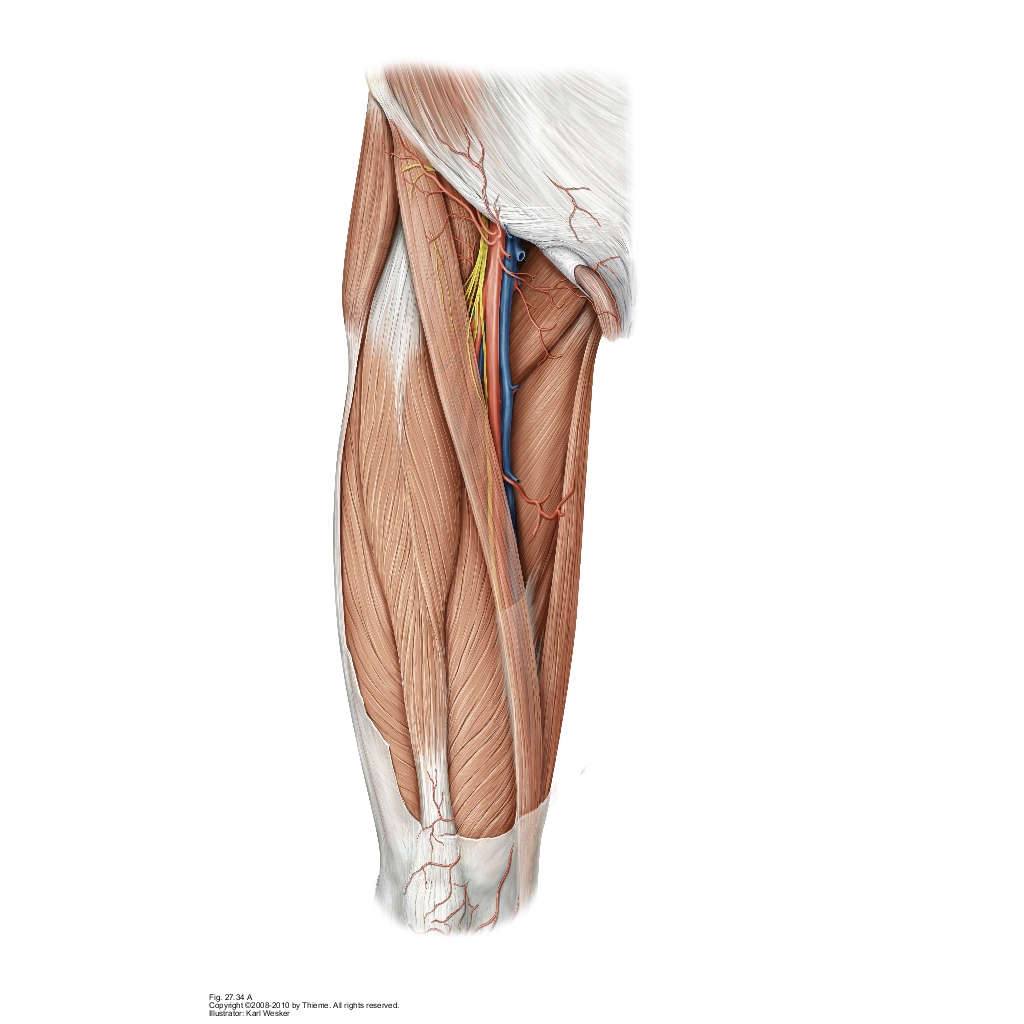 Fig. 27.34 A
Copyright ©2008-2010 by Thieme. All rights reserved.
Illustrator: Karl Wesker